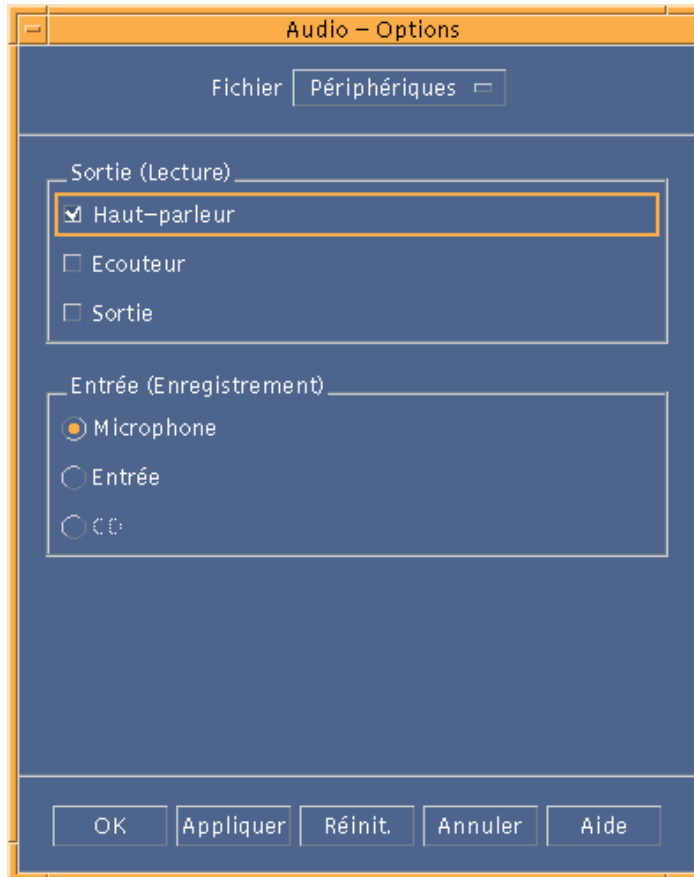 Audio – Options
Fichier Périphériques
Sortie (Lecture)
Haut–parleur
Ecouteur
Sortie
Entrée (Enregistrement)
Microphone
Entrée
CD
OK Appliquer Réinit. Annuler Aide